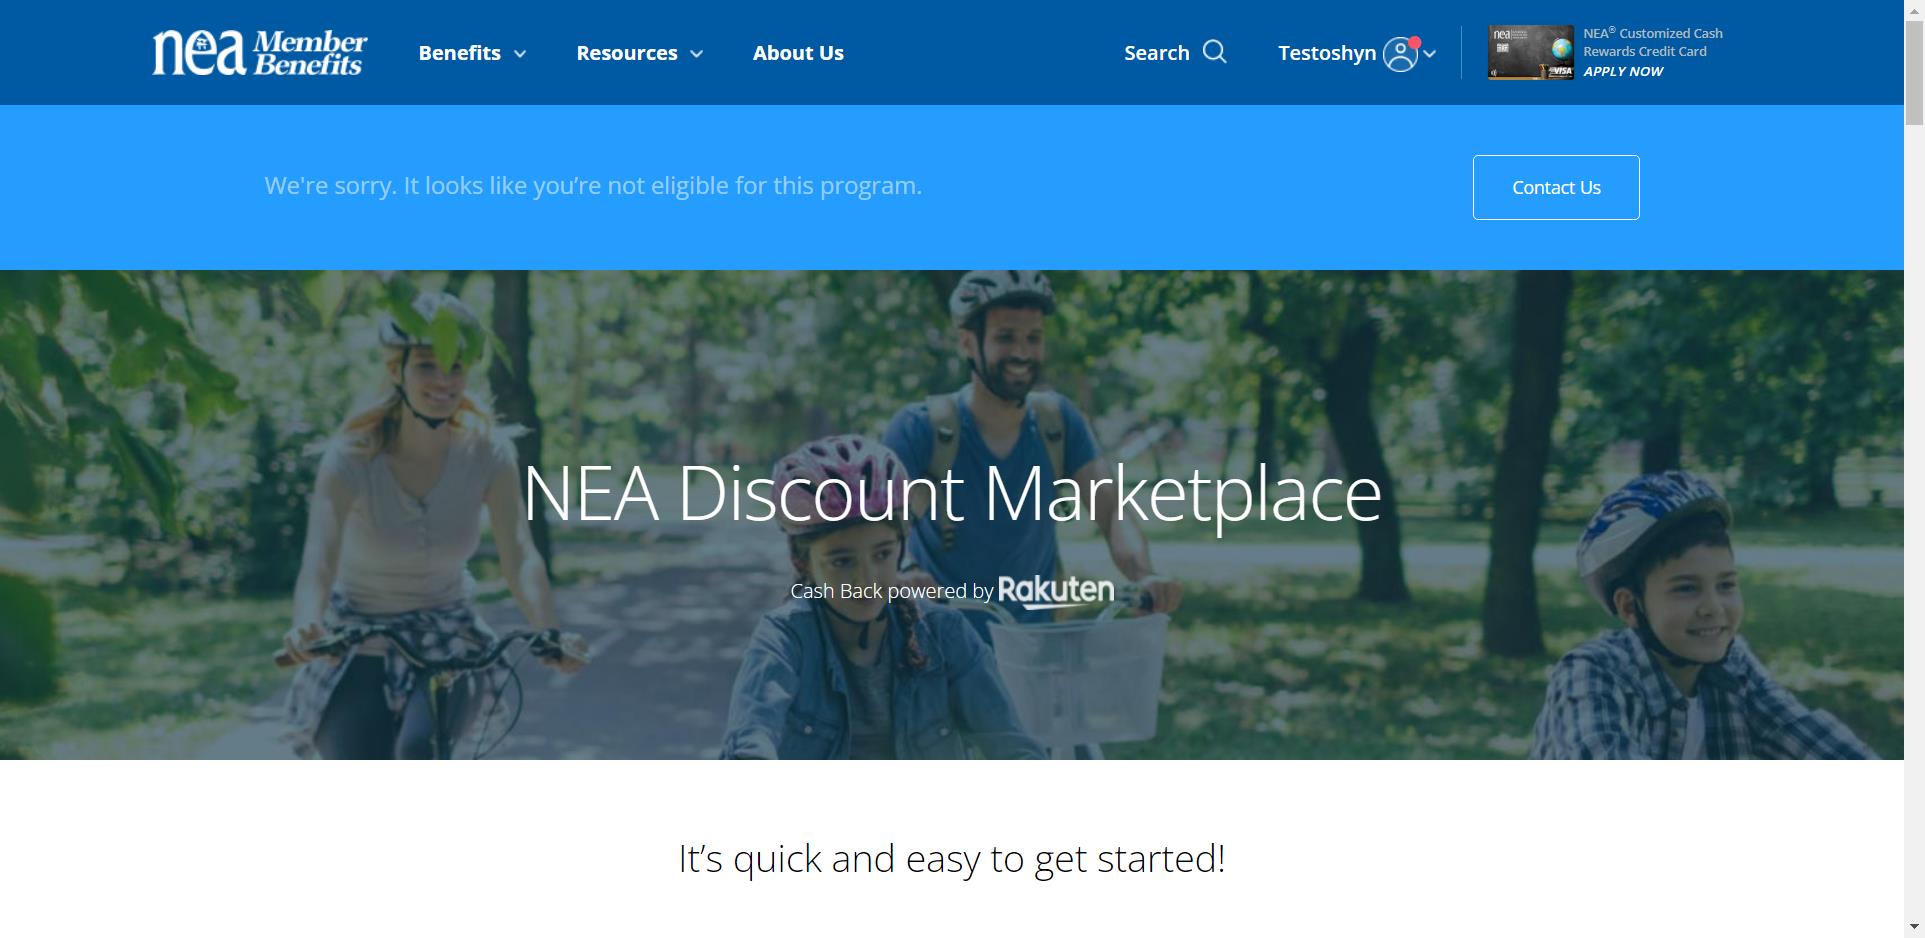 nea Member Benefits
Benefits
Resources
About Us
Search
Testoshyn
nea
VISA
NEA® Customized Cash
Rewards Credit Card
APPLY NOW
We're sorry. It looks like you’re not eligible for this program.
Contact Us
NEA Discount Marketplace
Cash Back powered by Rakuten
It’s quick and easy to get started!